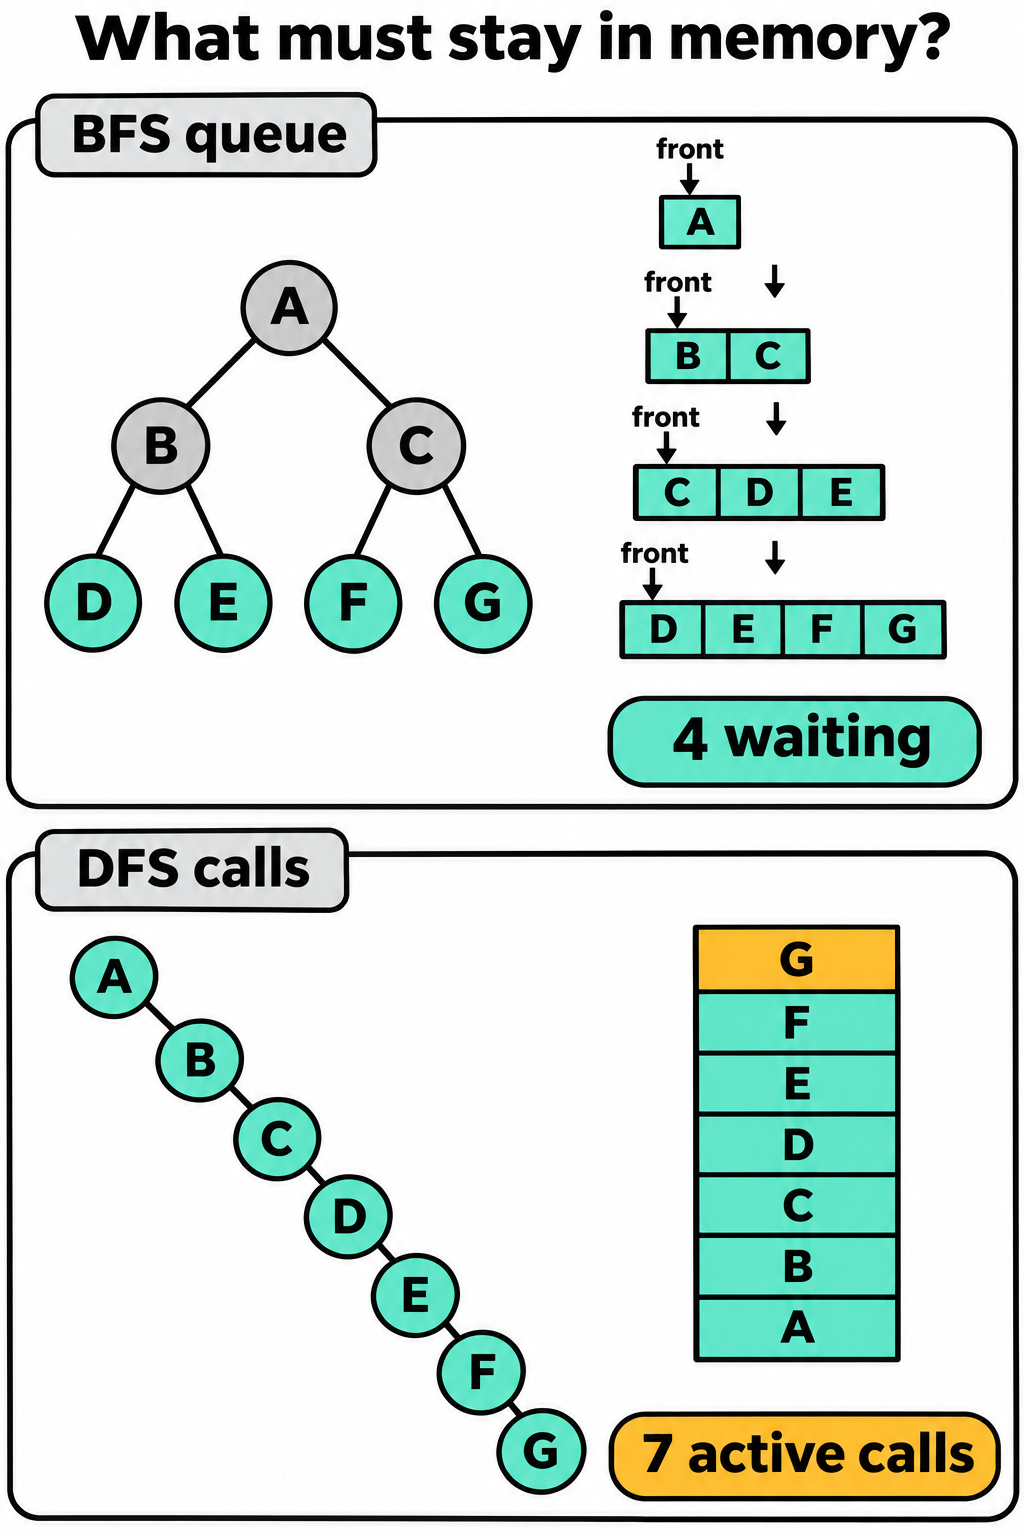 What must stay in memory?
BFS queue
front
A
front
B C
front
C D E
front
D E F G
4 waiting
A
B C
D E F G
DFS calls
A
B
C
D
E
F
G
G
F
E
D
C
B
A
7 active calls